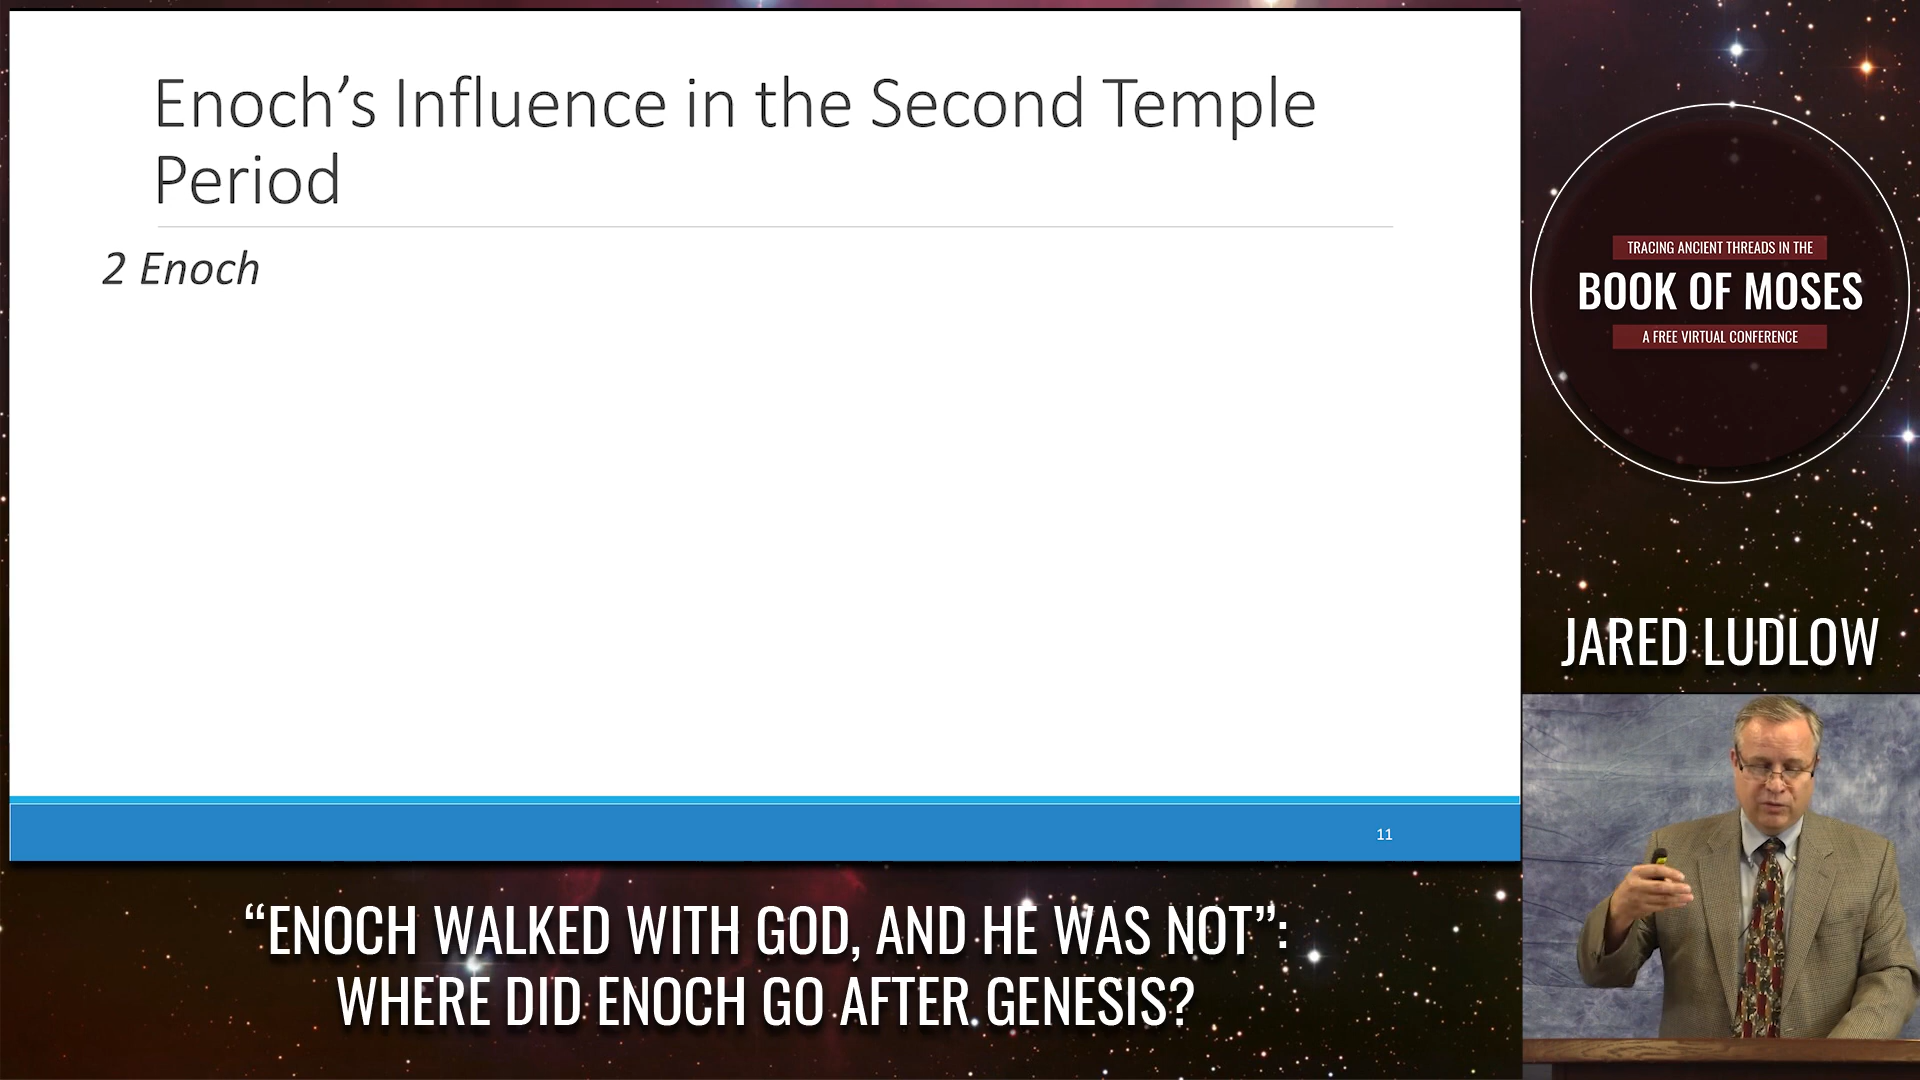 Enoch’s Influence in the Second Temple
Period
2 Enoch
11
TRACING ANCIENT THREADS IN THE
BOOK OF MOSES
A FREE VIRTUAL CONFERENCE
JARED LUDLOW
“ENOCH WALKED WITH GOD, AND HE WAS NOT”:
WHERE DID ENOCH GO AFTER GENESIS?